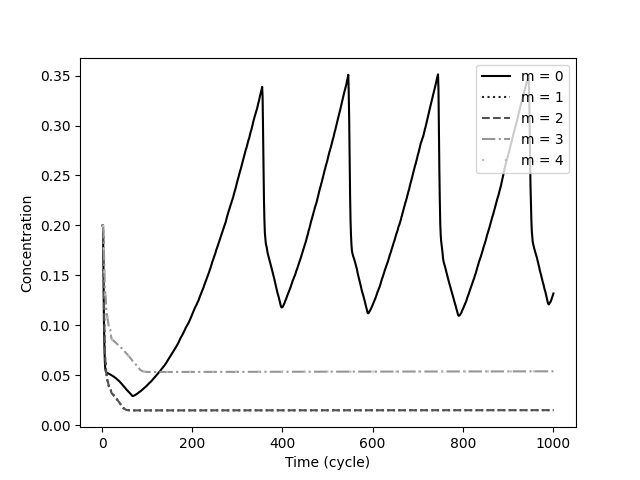 0.35
0.30
0.25
0.20
0.15
0.10
0.05
0.00
Concentration
0
200
400
600
800
1000
Time (cycle)
m = 0
m = 1
m = 2
m = 3
m = 4